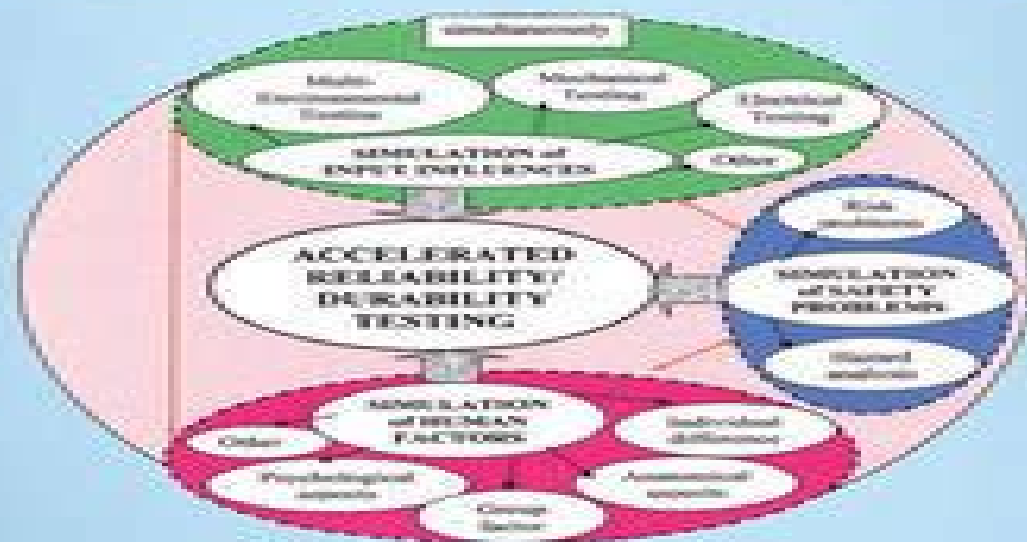 simultaneously
Multi-
Environmental
Testing
Mechanical
Testing
Electrical
Testing
SIMULATION of
INPUT INFLUENCES
Other
Risk
ACCELERATED
RELIABILITY/
DURABILITY
TESTING
SIMULATION
of SAFETY
PROBLEMS
Hazard
analysis
SIMULATION
of HUMAN
FACTORS
Other
Individual
difference
Psychological
aspects
Anatomical
aspects
Group
factor